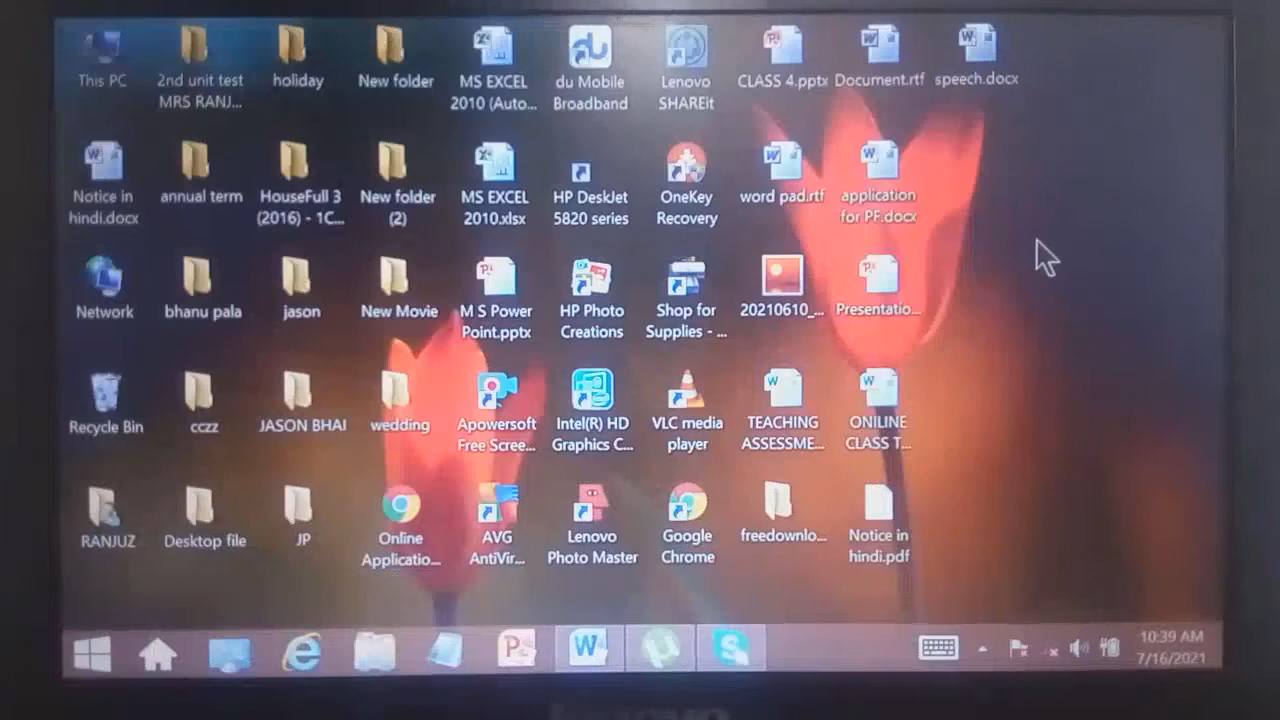 This PC
2nd unit test
MRS RANJ...
holiday
New folder
MS EXCEL
2010 (Auto...
du Mobile
Broadband
Lenovo
SHAREit
CLASS 4.pptx
Document.rtf
speech.docx
Notice in
hindi.docx
annual term
HouseFull 3
(2016) - 1C...
New folder
(2)
MS EXCEL
2010.xlsx
HP DeskJet
5820 series
OneKey
Recovery
word pad.rtf
application
for PF.docx
Network
bhanu pala
jason
New Movie
M S Power
Point.pptx
HP Photo
Creations
Shop for
Supplies - ...
20210610_...
Presentatio...
Recycle Bin
cczz
JASON BHAI
wedding
Apowersoft
Free Scree...
Intel(R) HD
Graphics C...
VLC media
player
TEACHING
ASSESSME...
ONILINE
CLASS T...
RANJUZ
Desktop file
JP
Online
Applicatio...
AVG
AntiVir...
Lenovo
Photo Master
Google
Chrome
freedownlo...
Notice in
hindi.pdf
10:39 AM
7/16/2021